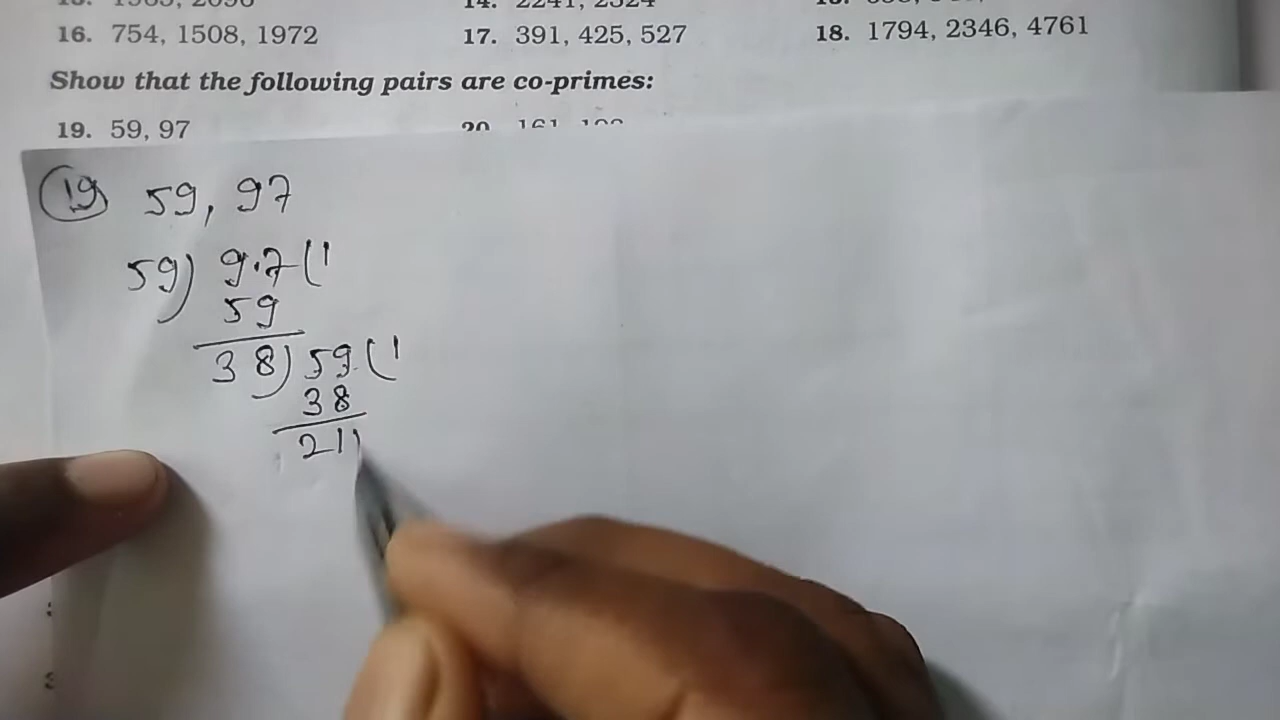 16. 754, 1508, 1972 17. 391, 425, 527 18. 1794, 2346, 4761
Show that the following pairs are co-primes:
19. 59, 97 20.
19 59, 97
59) 97 (1
59
38) 59 (1
38
21)